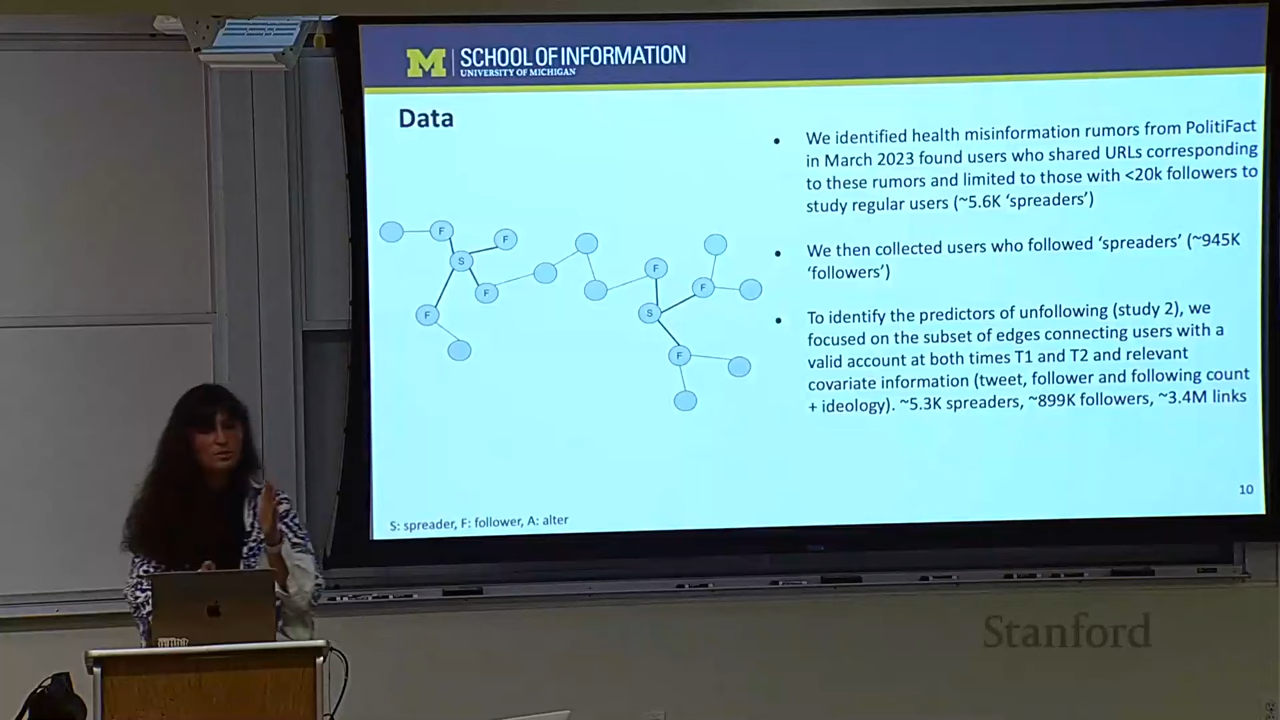 M SCHOOL OF INFORMATION
UNIVERSITY OF MICHIGAN
Data
We identified health misinformation rumors from PolitiFact
in March 2023 found users who shared URLs corresponding
to these rumors and limited to those with <20k followers to
study regular users (~5.6K ‘spreaders’)
We then collected users who followed ‘spreaders’ (~945K
‘followers’)
To identify the predictors of unfollowing (study 2), we
focused on the subset of edges connecting users with a
valid account at both times T1 and T2 and relevant
covariate information (tweet, follower and following count
+ ideology). ~5.3K spreaders, ~899K followers, ~3.4M links
F
F
S
F
F
F
F
S
F
10
S: spreader, F: follower, A: alter
Stanford